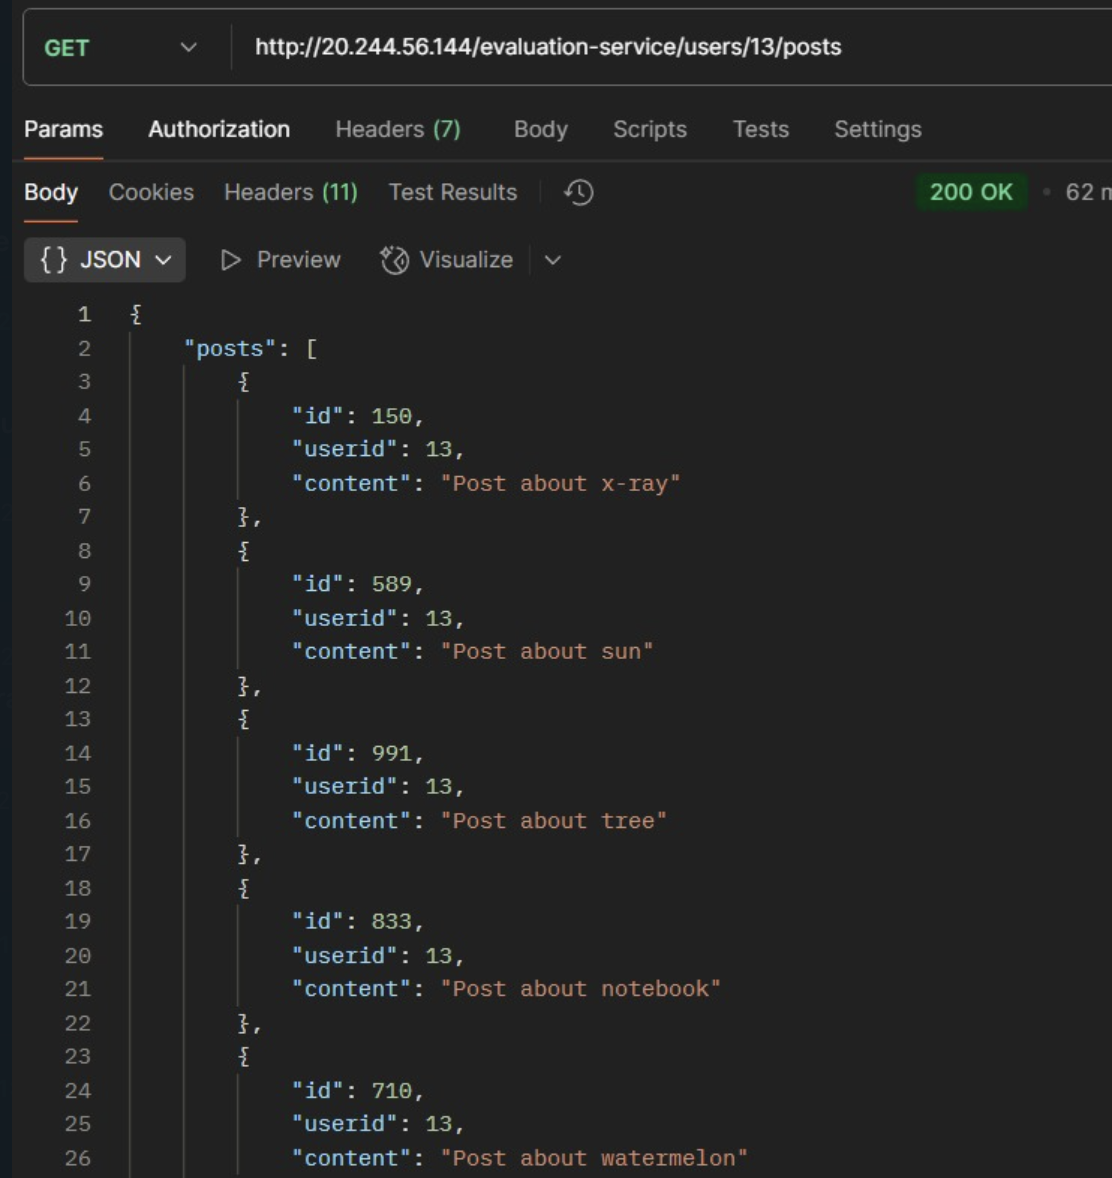 GET http://20.244.56.144/evaluation-service/users/13/posts
Params Authorization Headers (7) Body Scripts Tests Settings
Body Cookies Headers (11) Test Results 200 OK • 62 m
{} JSON Preview Visualize
1 {
2 "posts": [
3 {
4 "id": 150,
5 "userid": 13,
6 "content": "Post about x-ray"
7 },
8 {
9 "id": 589,
10 "userid": 13,
11 "content": "Post about sun"
12 },
13 {
14 "id": 991,
15 "userid": 13,
16 "content": "Post about tree"
17 },
18 {
19 "id": 833,
20 "userid": 13,
21 "content": "Post about notebook"
22 },
23 {
24 "id": 710,
25 "userid": 13,
26 "content": "Post about watermelon"